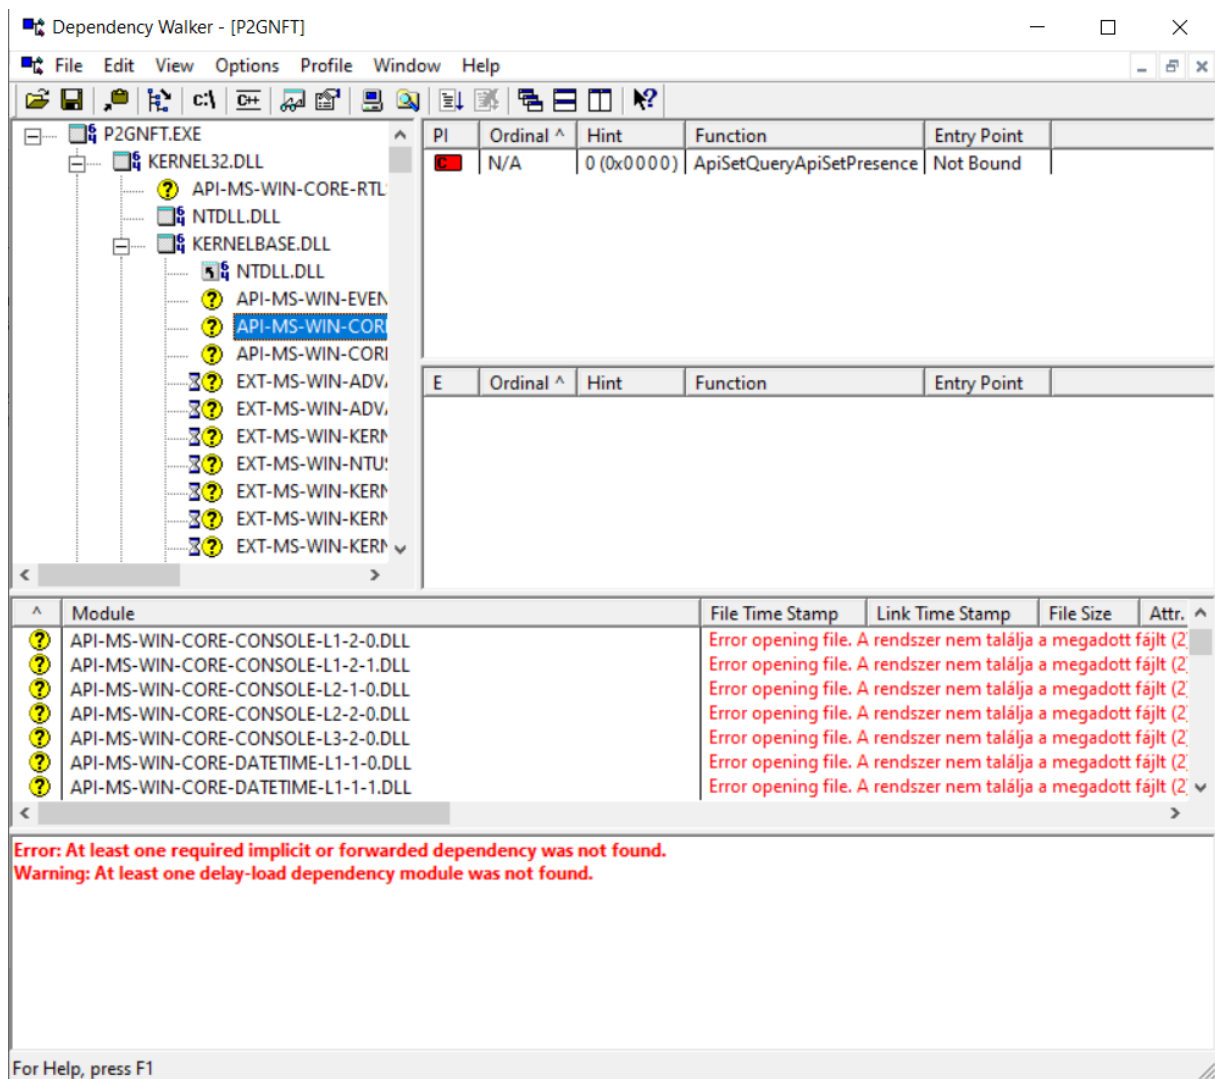 Dependency Walker - [P2GNFT]
File Edit View Options Profile Window Help
c:\ C++
P2GNFT.EXE
KERNEL32.DLL
API-MS-WIN-CORE-RTL
NTDLL.DLL
KERNELBASE.DLL
NTDLL.DLL
API-MS-WIN-EVEN
API-MS-WIN-CORE
API-MS-WIN-CORE
EXT-MS-WIN-ADVA
EXT-MS-WIN-ADVA
EXT-MS-WIN-KERN
EXT-MS-WIN-NTUS
EXT-MS-WIN-KERN
EXT-MS-WIN-KERN
EXT-MS-WIN-KERN
PI Ordinal ^ Hint Function Entry Point
C N/A 0 (0x0000) ApiSetQueryApiSetPresence Not Bound
E Ordinal ^ Hint Function Entry Point
^ Module File Time Stamp Link Time Stamp File Size Attr.
API-MS-WIN-CORE-CONSOLE-L1-2-0.DLL Error opening file. A rendszer nem találja a megadott fájlt (2)
API-MS-WIN-CORE-CONSOLE-L1-2-1.DLL Error opening file. A rendszer nem találja a megadott fájlt (2)
API-MS-WIN-CORE-CONSOLE-L2-1-0.DLL Error opening file. A rendszer nem találja a megadott fájlt (2)
API-MS-WIN-CORE-CONSOLE-L2-2-0.DLL Error opening file. A rendszer nem találja a megadott fájlt (2)
API-MS-WIN-CORE-CONSOLE-L3-2-0.DLL Error opening file. A rendszer nem találja a megadott fájlt (2)
API-MS-WIN-CORE-DATETIME-L1-1-0.DLL Error opening file. A rendszer nem találja a megadott fájlt (2)
API-MS-WIN-CORE-DATETIME-L1-1-1.DLL Error opening file. A rendszer nem találja a megadott fájlt (2)
Error: At least one required implicit or forwarded dependency was not found.
Warning: At least one delay-load dependency module was not found.
For Help, press F1